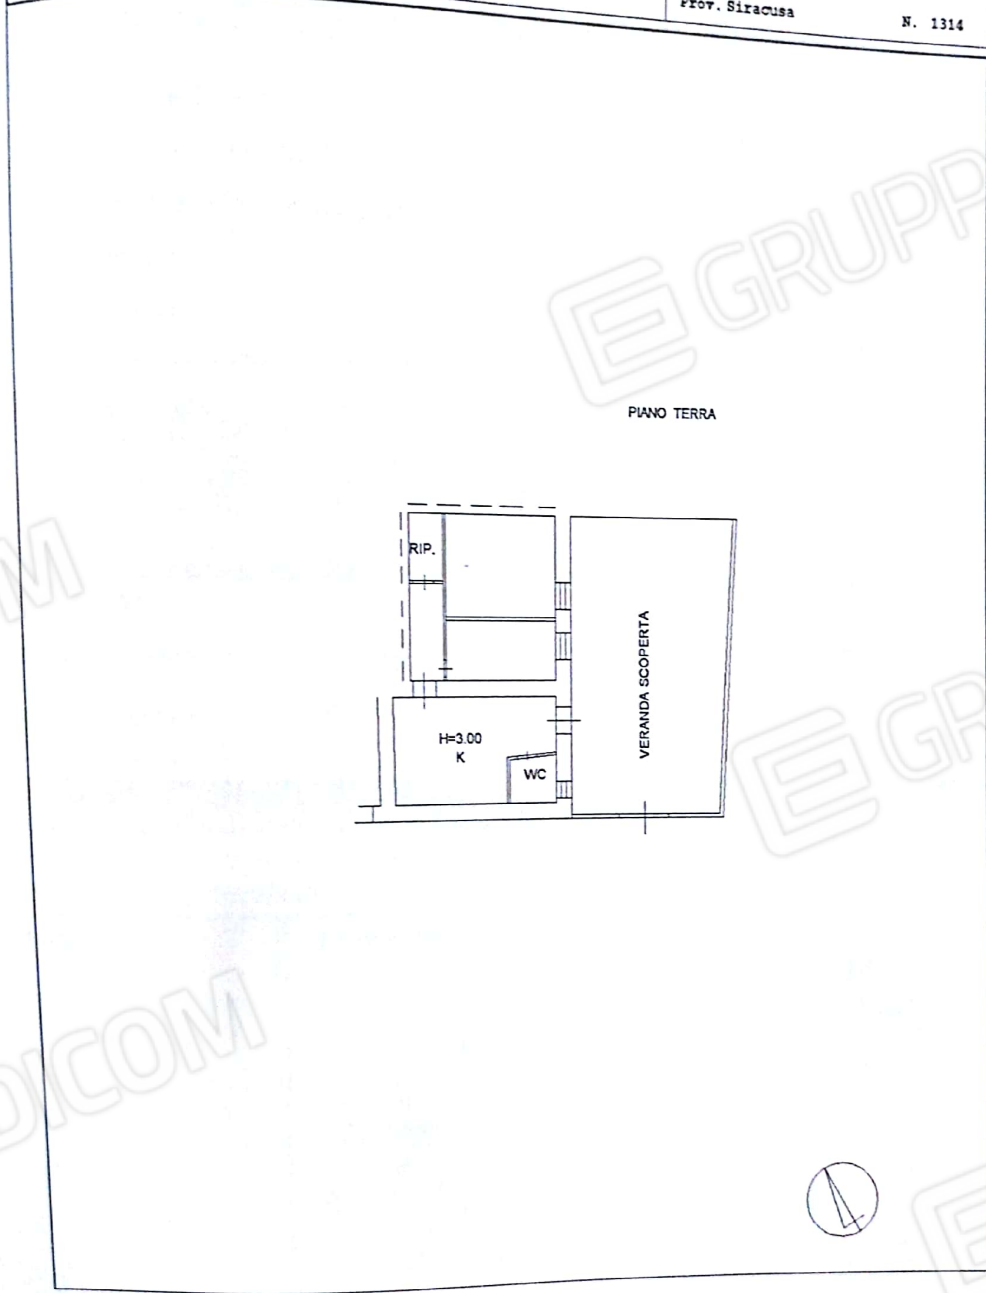 Prov. Siracusa
N. 1314
GRUPP
PIANO TERRA
RIP.
VERANDA SCOPERTA
H=3.00
K
WC
M
GR
DICOM